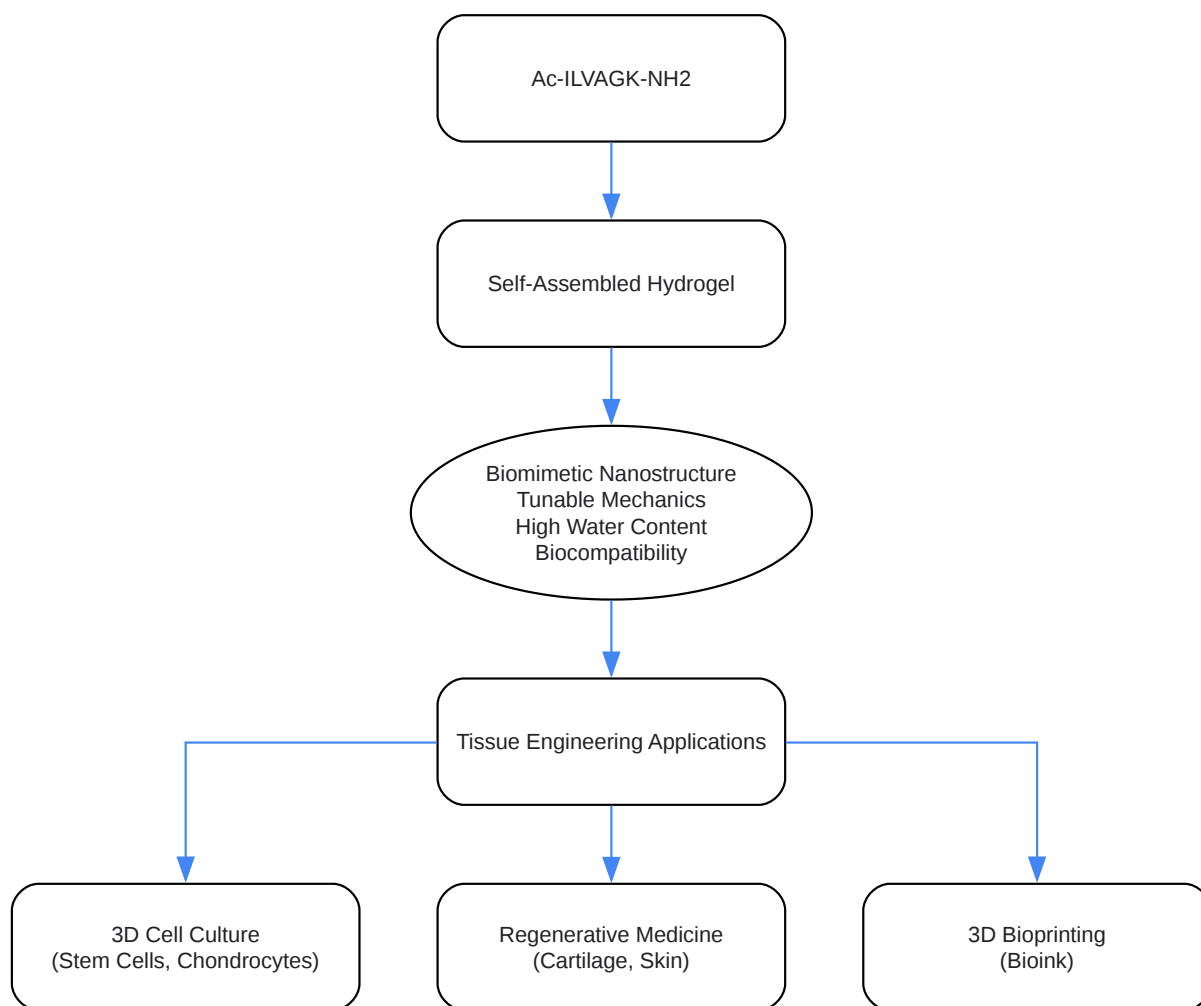 Ac-ILVAGK-NH2
Self-Assembled Hydrogel
Biomimetic Nanostructure
Tunable Mechanics
High Water Content
Biocompatibility
Tissue Engineering Applications
3D Cell Culture
(Stem Cells, Chondrocytes)
Regenerative Medicine
(Cartilage, Skin)
3D Bioprinting
(Bioink)